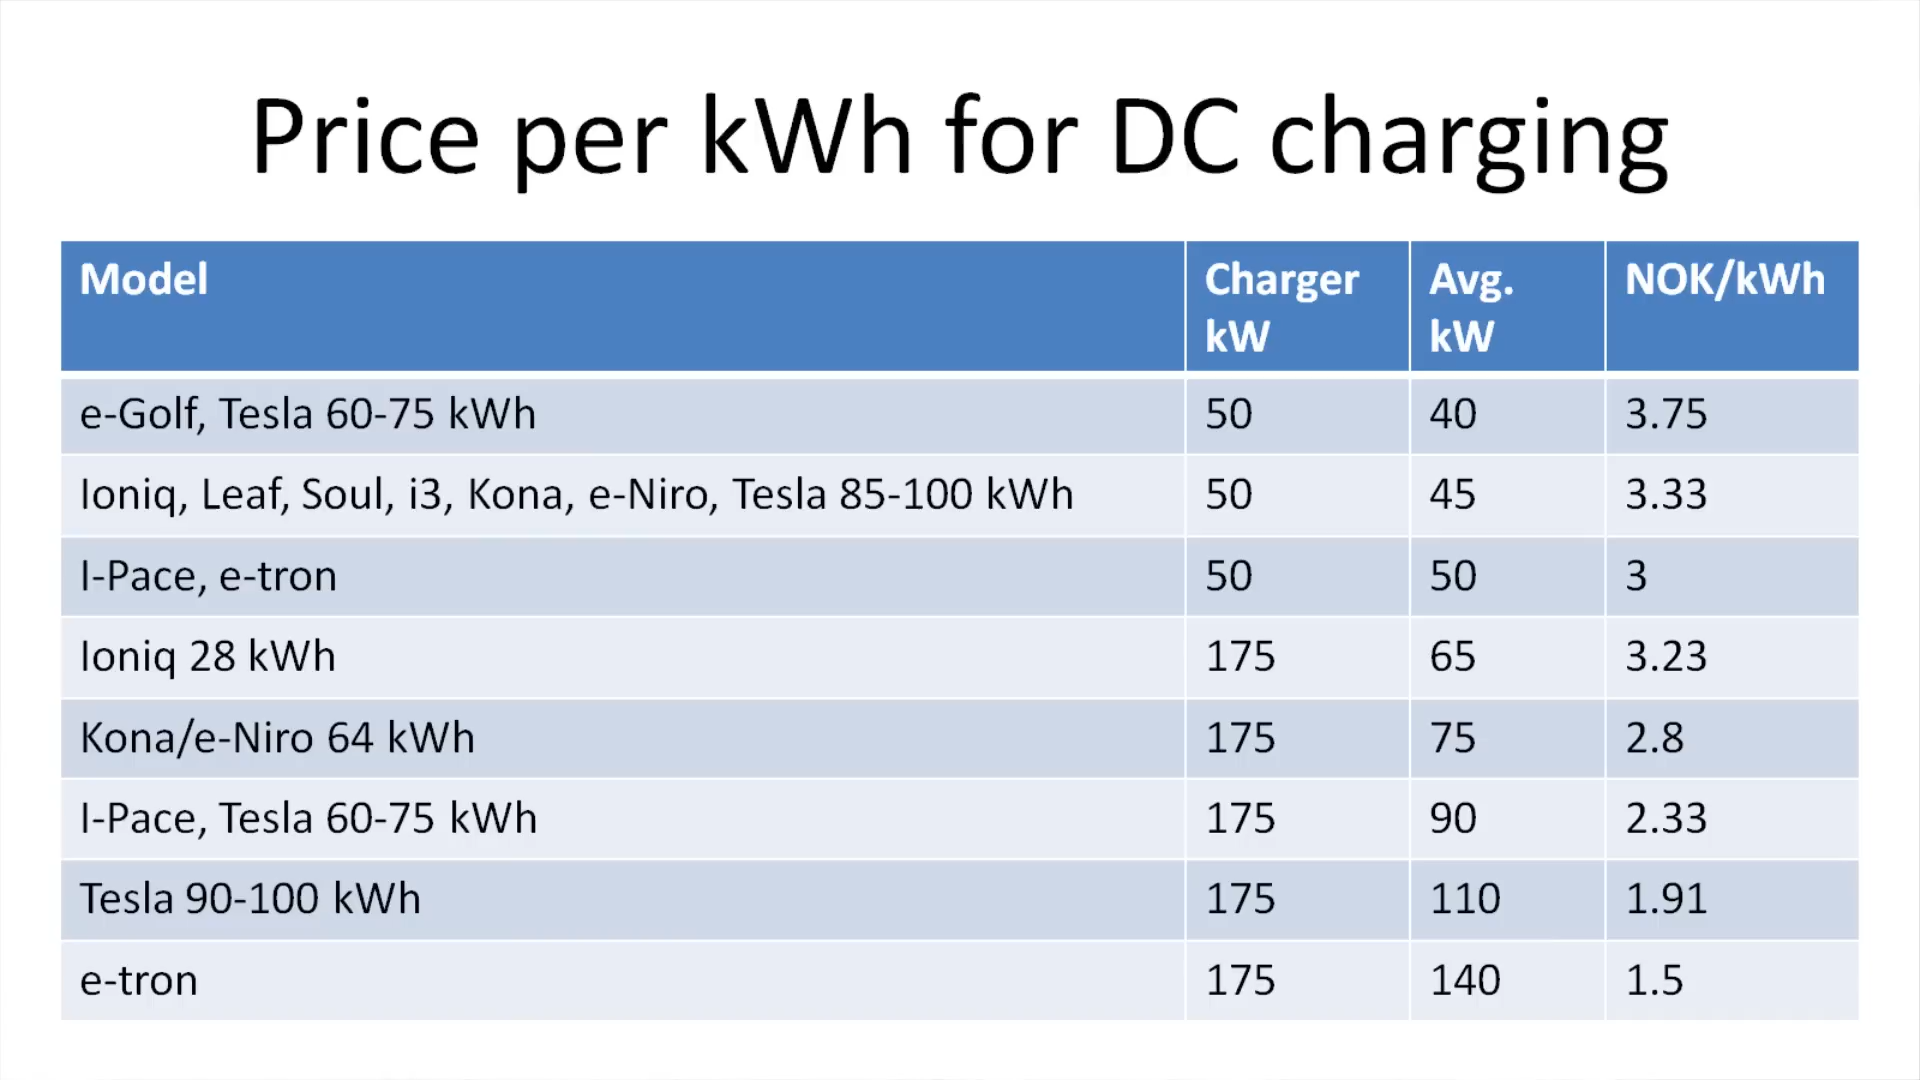 Price per kWh for DC charging
Model Charger kW Avg. kW NOK/kWh
e-Golf, Tesla 60-75 kWh 50 40 3.75
Ioniq, Leaf, Soul, i3, Kona, e-Niro, Tesla 85-100 kWh 50 45 3.33
I-Pace, e-tron 50 50 3
Ioniq 28 kWh 175 65 3.23
Kona/e-Niro 64 kWh 175 75 2.8
I-Pace, Tesla 60-75 kWh 175 90 2.33
Tesla 90-100 kWh 175 110 1.91
e-tron 175 140 1.5